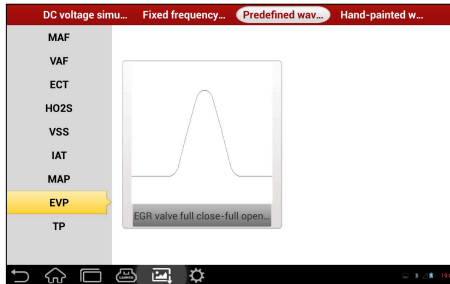 DC voltage simu... Fixed frequency... Predefined wav... Hand-painted w...
MAF
VAF
ECT
HO2S
VSS
IAT
MAP
EVP
TP
EGR valve full close-full open...